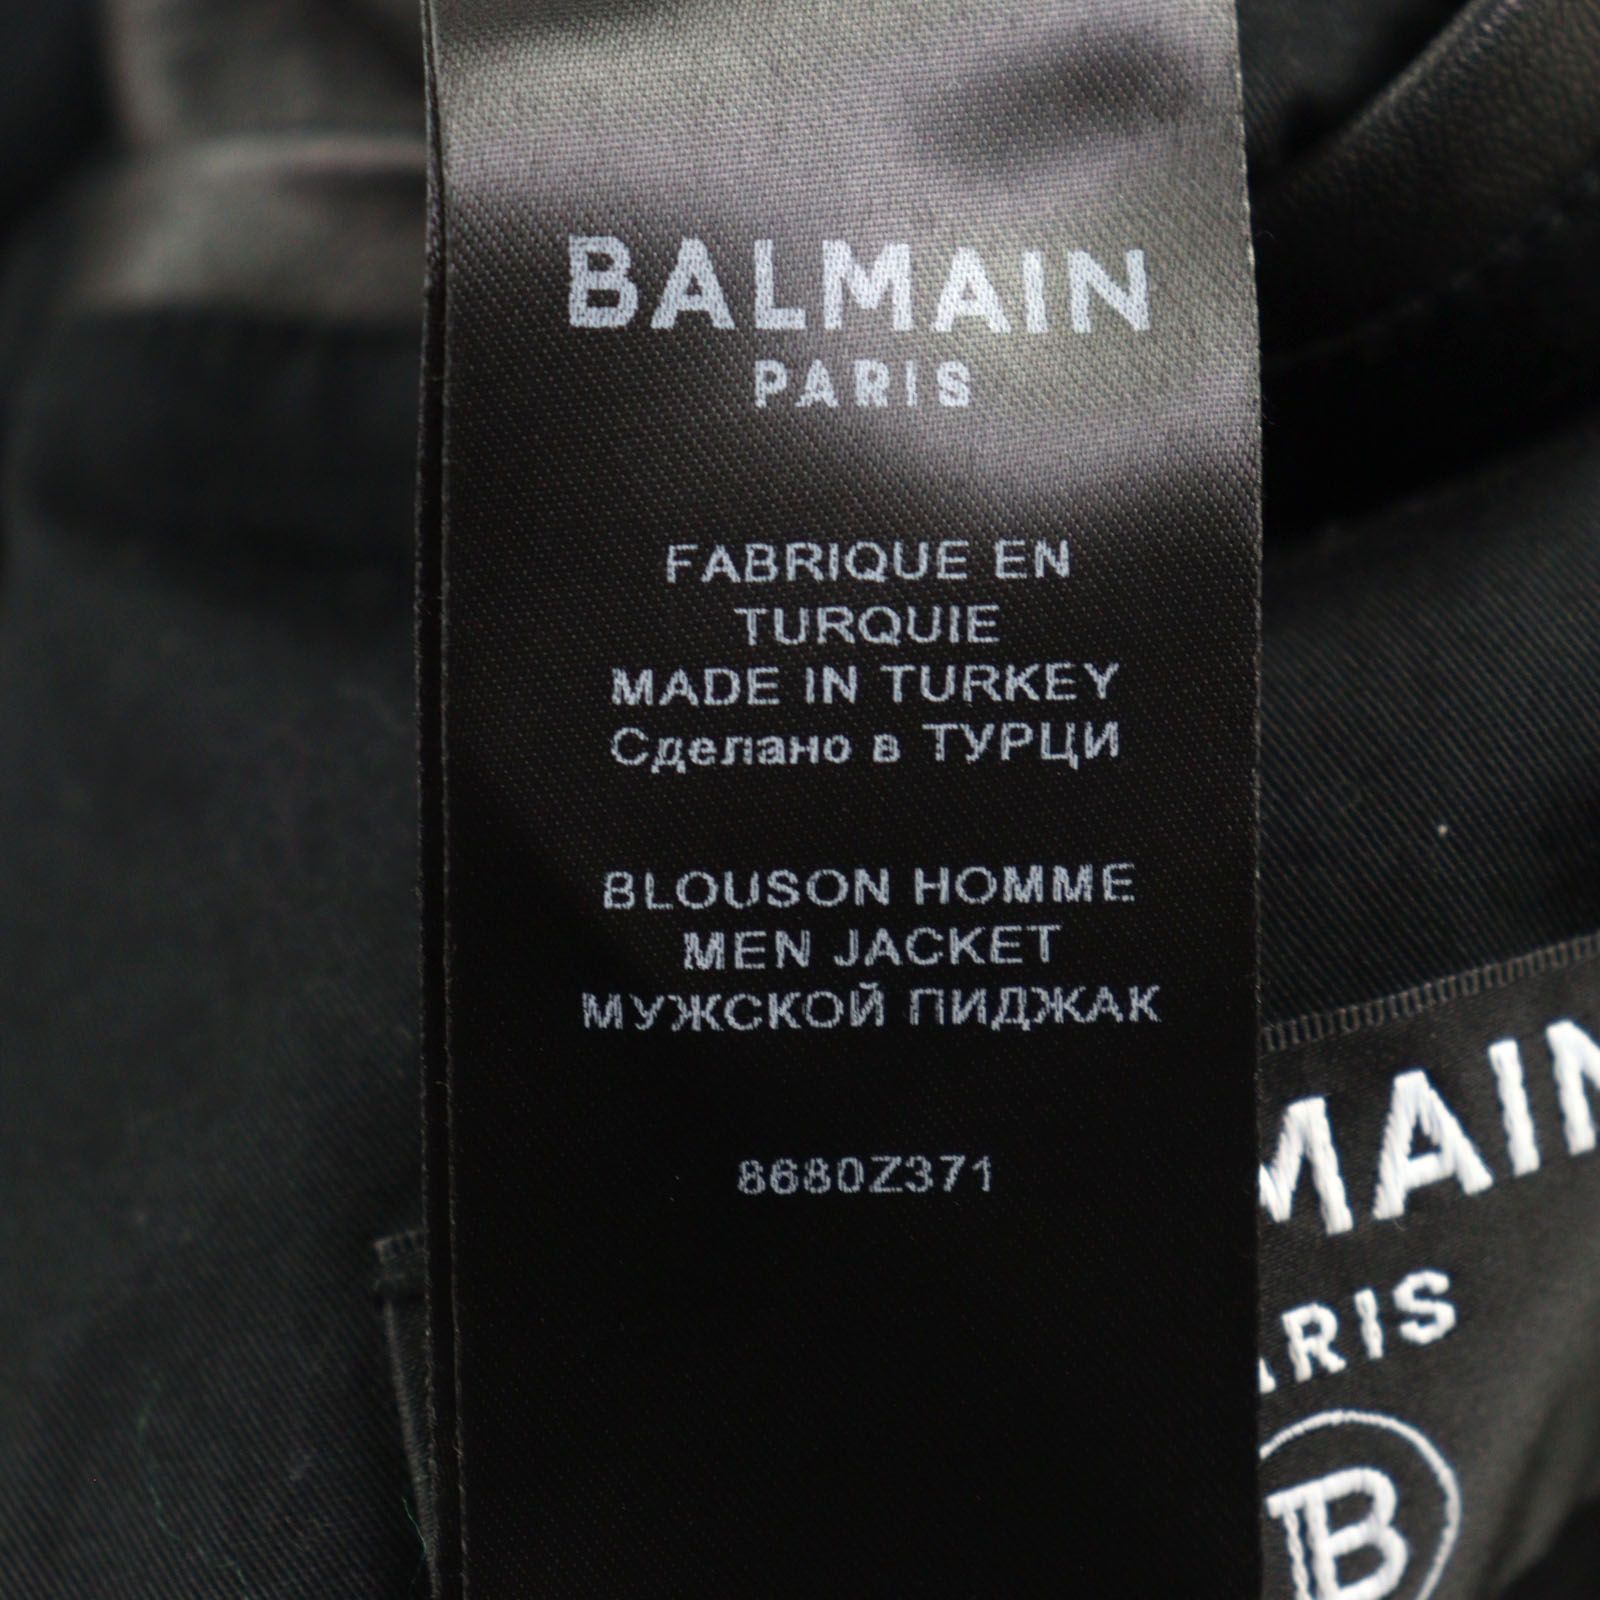 BALMAIN
PARIS
FABRIQUE EN
TURQUIE
MADE IN TURKEY
Сделано в ТУРЦИ
BLOUSON HOMME
MEN JACKET
МУЖСКОЙ ПИДЖАК
8680Z371
MAIN
ARIS
B